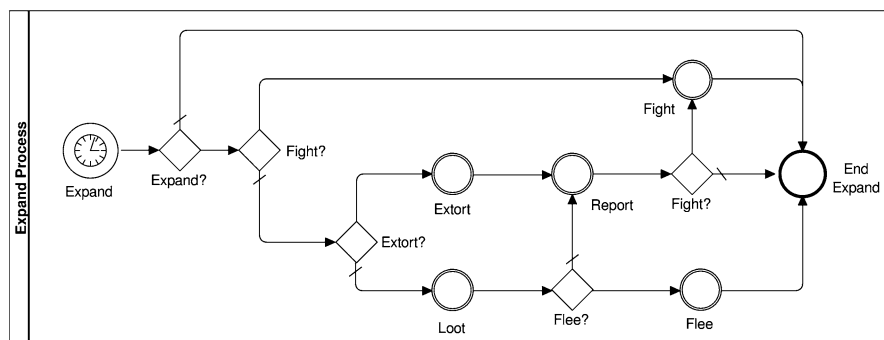 Expand Process
Expand
Expand?
Fight?
Extort?
Extort
Loot
Report
Flee?
Fight
Fight?
Flee
End
Expand